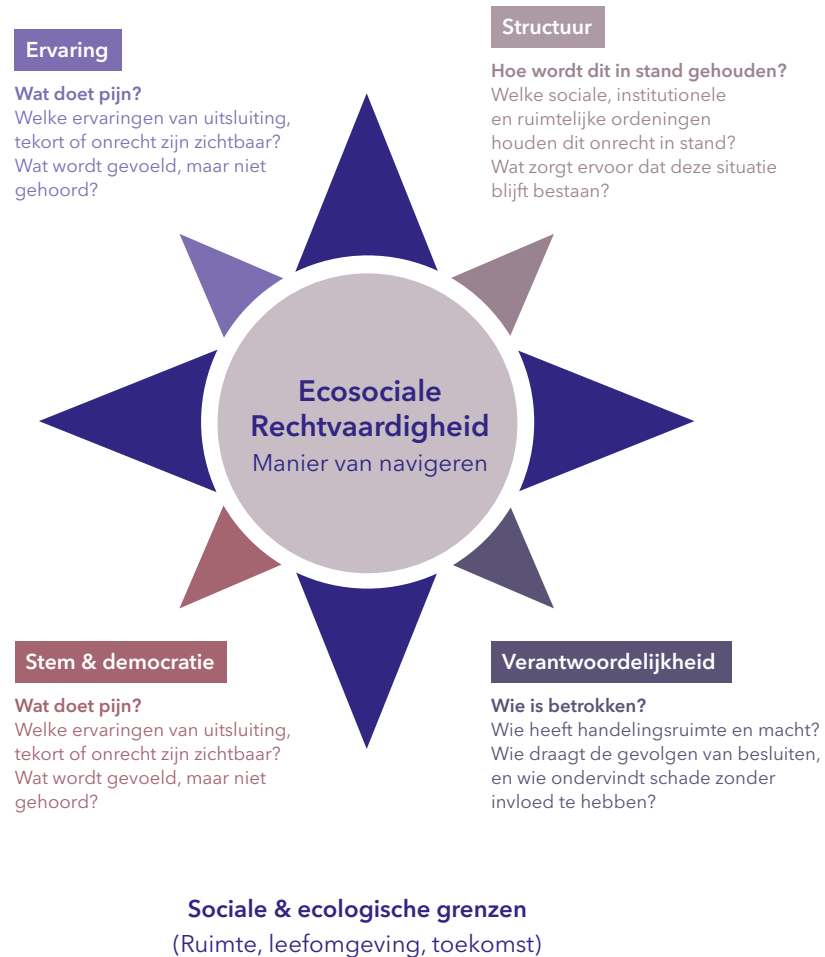 Ervaring
Wat doet pijn?
Welke ervaringen van uitsluiting,
tekort of onrecht zijn zichtbaar?
Wat wordt gevoeld, maar niet
gehoord?
Structuur
Hoe wordt dit in stand gehouden?
Welke sociale, institutionele
en ruimtelijke ordeningen
houden dit onrecht in stand?
Wat zorgt ervoor dat deze situatie
blijft bestaan?
Ecosociale
Rechtvaardigheid
Manier van navigeren
Stem & democratie
Wat doet pijn?
Welke ervaringen van uitsluiting,
tekort of onrecht zijn zichtbaar?
Wat wordt gevoeld, maar niet
gehoord?
Verantwoordelijkheid
Wie is betrokken?
Wie heeft handelingsruimte en macht?
Wie draagt de gevolgen van besluiten,
en wie ondervindt schade zonder
invloed te hebben?
Sociale & ecologische grenzen
(Ruimte, leefomgeving, toekomst)